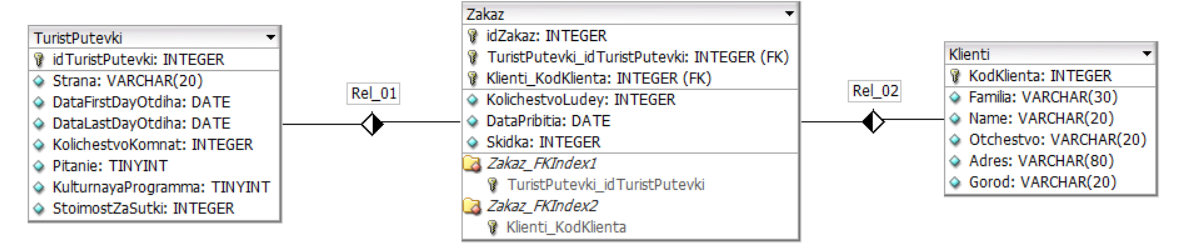 TuristPutevki
idTuristPutevki: INTEGER
Strana: VARCHAR(20)
DataFirstDayOtdiha: DATE
DataLastDayOtdiha: DATE
KolichestvoKomnat: INTEGER
Pitanie: TINYINT
KulturnayaProgramma: TINYINT
StoimostZaSutki: INTEGER
Rel_01
Zakaz
idZakaz: INTEGER
TuristPutevki_idTuristPutevki: INTEGER (FK)
Klienti_KodKlienta: INTEGER (FK)
KolichestvoLudey: INTEGER
DataPribitia: DATE
Skidka: INTEGER
Zakaz_FKIndex1
TuristPutevki_idTuristPutevki
Zakaz_FKIndex2
Klienti_KodKlienta
Rel_02
Klienti
KodKlienta: INTEGER
Familia: VARCHAR(30)
Name: VARCHAR(20)
Otchestvo: VARCHAR(20)
Adres: VARCHAR(80)
Gorod: VARCHAR(20)